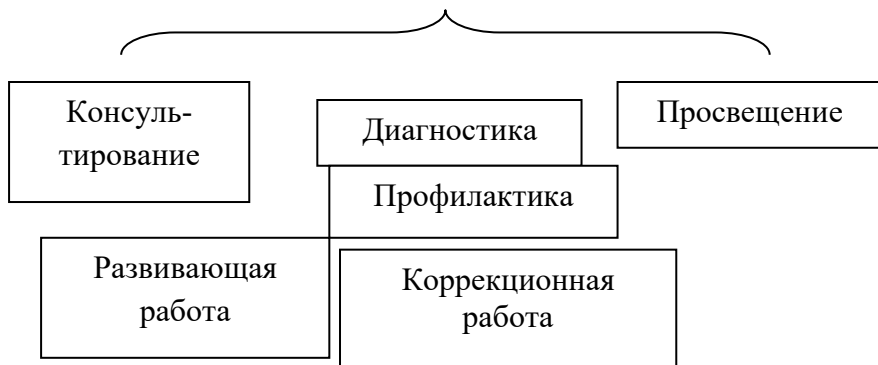 Консуль-
тирование
Диагностика
Просвещение
Профилактика
Развивающая
работа
Коррекционная
работа